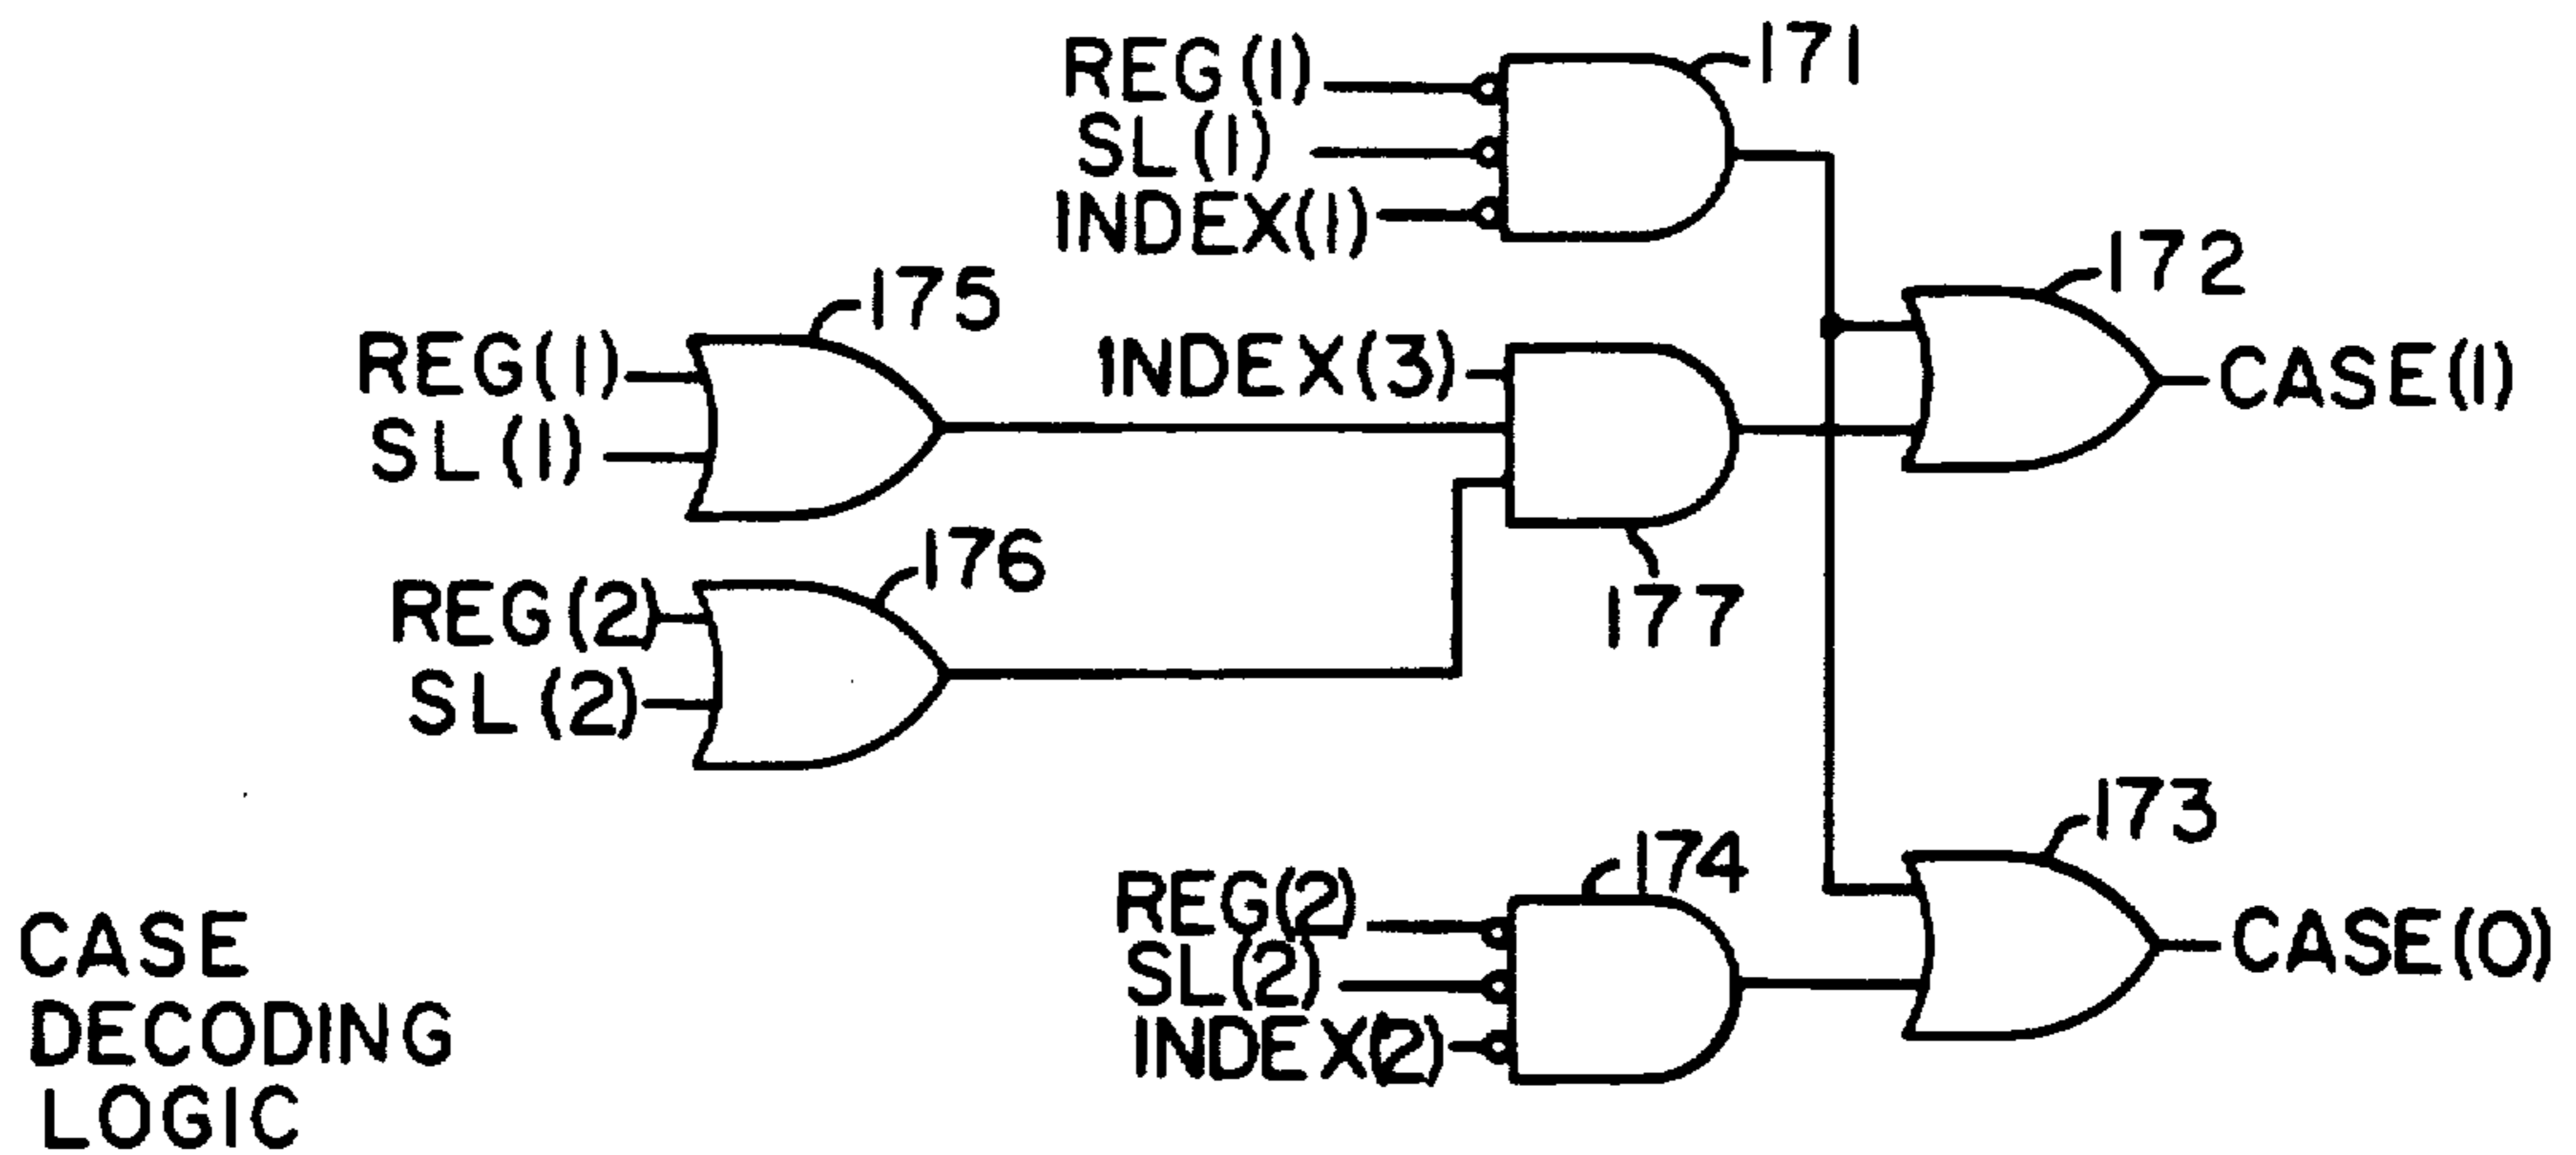 REG(1)
171
SL(1)
INDEX(1)
172
175
REG(1)
INDEX(3)
CASE(1)
SL(1)
176
REG(2)
177
SL(2)
173
174
REG(2)
SL(2)
CASE(0)
INDEX(2)
CASE
DECODING
LOGIC